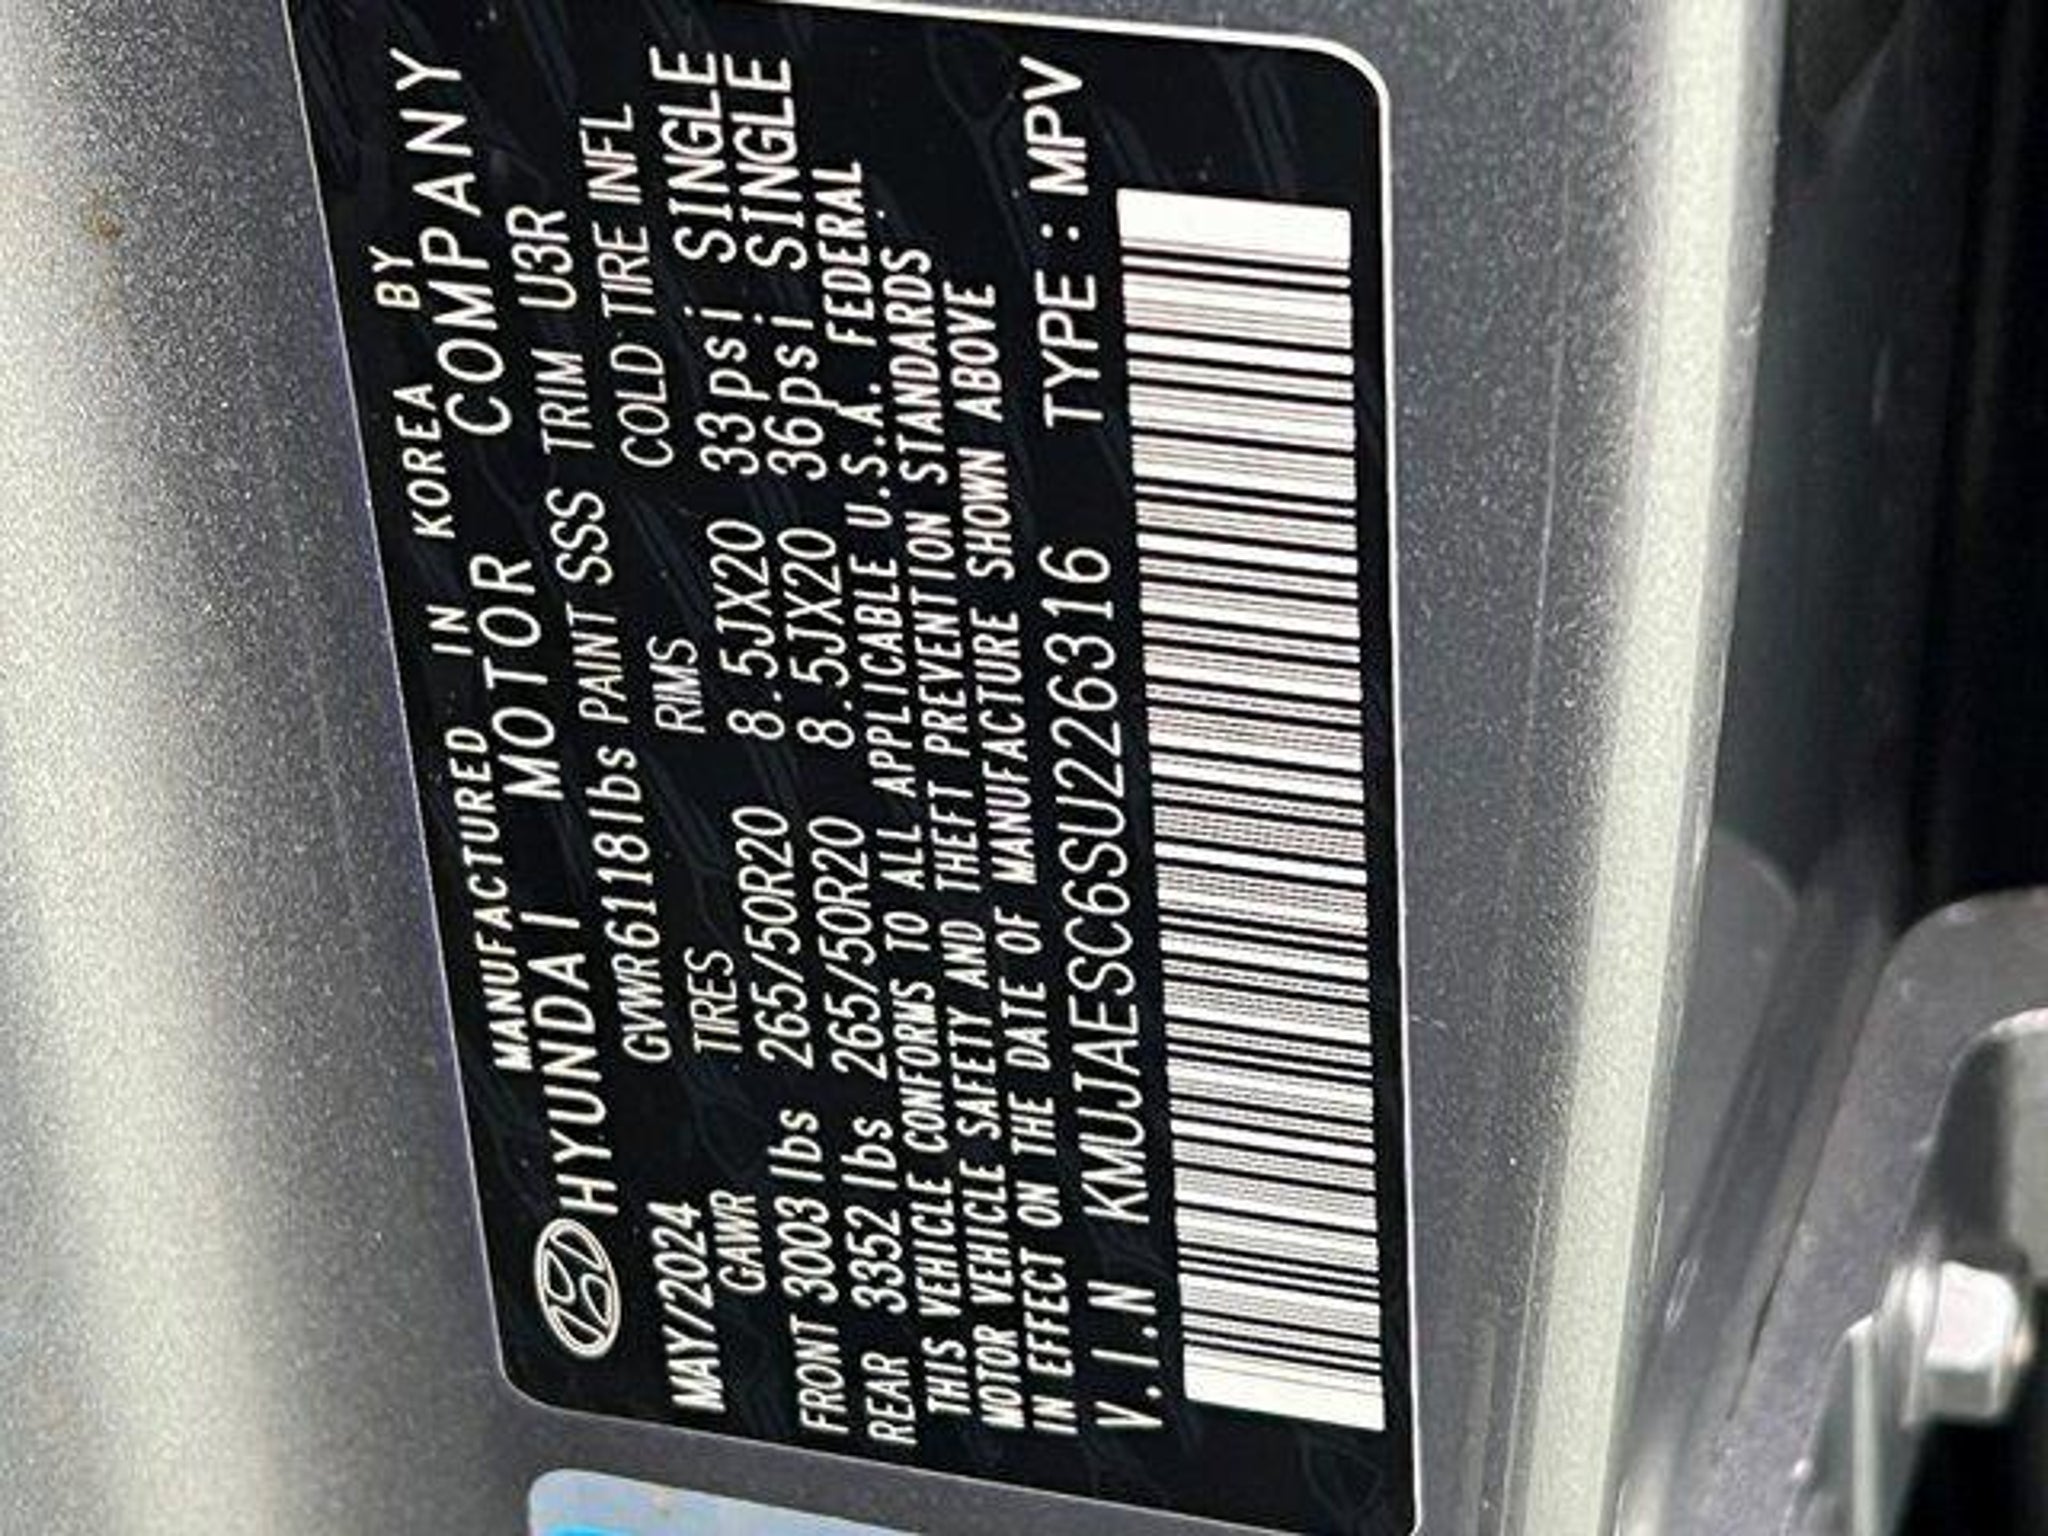 MANUFACTURED IN KOREA BY
HYUNDAI MOTOR COMPANY
MAY/2024 GVWR6118lbs PAINT SSS TRIM U3R
GAWR TIRES RIMS COLD TIRE INFL
FRONT 3003 lbs 265/50R20 8.5JX20 33psi SINGLE
REAR 3352 lbs 265/50R20 8.5JX20 36psi SINGLE
THIS VEHICLE CONFORMS TO ALL APPLICABLE U.S.A. FEDERAL
MOTOR VEHICLE SAFETY AND THEFT PREVENTION STANDARDS
IN EFFECT ON THE DATE OF MANUFACTURE SHOWN ABOVE.
V.I.N KMUJAESC6SU226316 TYPE : MPV